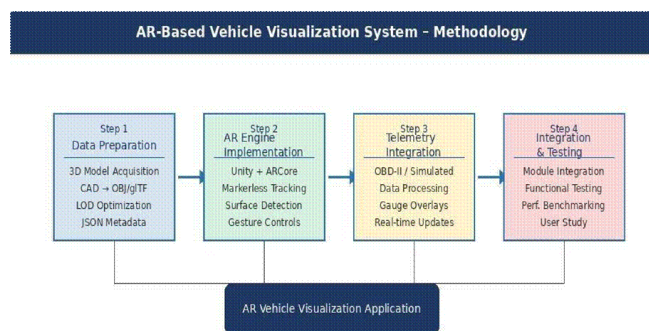 AR-Based Vehicle Visualization System – Methodology
Step 1
Data Preparation
3D Model Acquisition
CAD → OBJ/glTF
LOD Optimization
JSON Metadata
Step 2
AR Engine
Implementation
Unity + ARCore
Markerless Tracking
Surface Detection
Gesture Controls
Step 3
Telemetry
Integration
OBD-II / Simulated
Data Processing
Gauge Overlays
Real-time Updates
Step 4
Integration
& Testing
Module Integration
Functional Testing
Perf. Benchmarking
User Study
AR Vehicle Visualization Application